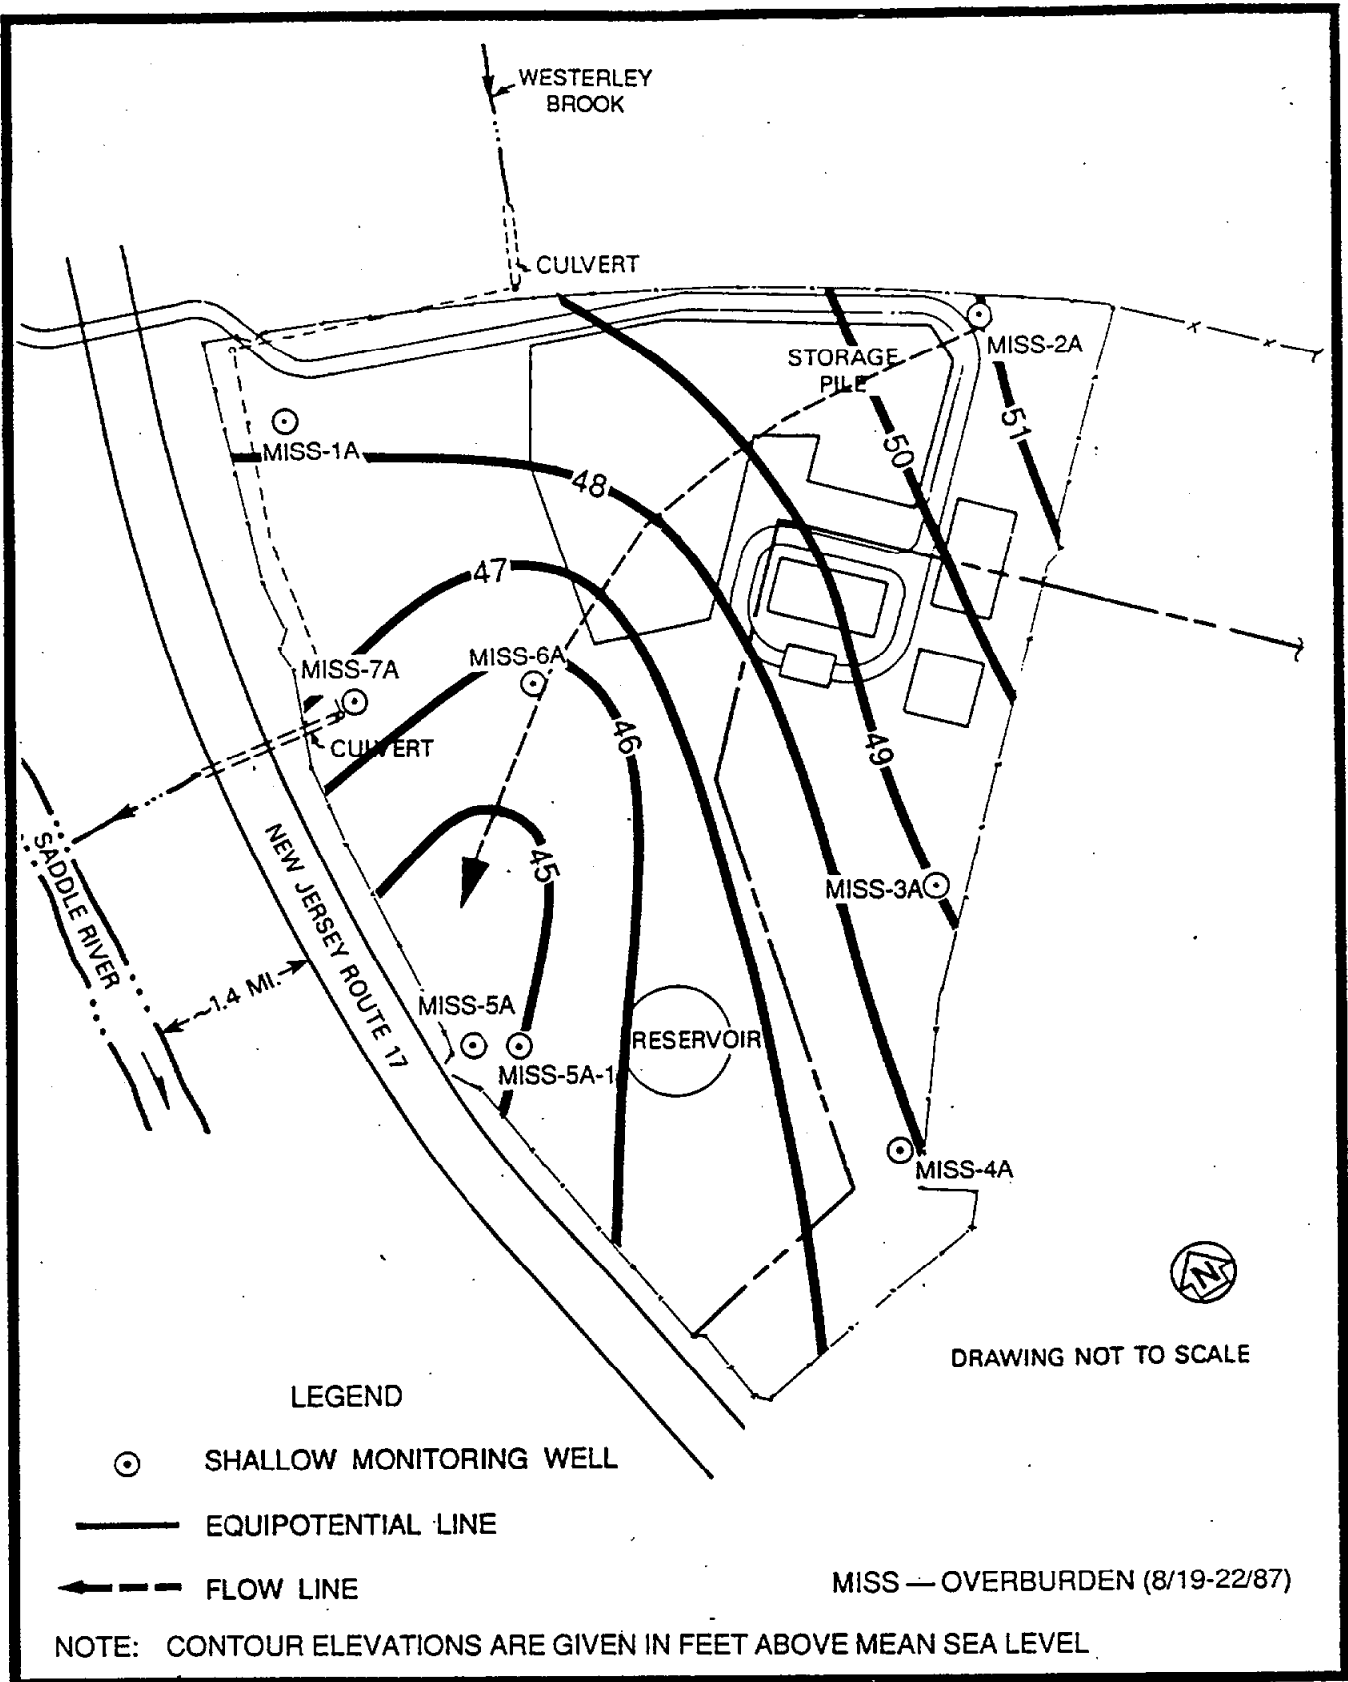 WESTERLEY
BROOK
CULVERT
STORAGE
PILE
MISS-2A
51
50
MISS-1A
48
47
MISS-6A
MISS-7A
46
49
CULVERT
SADDLE RIVER
NEW JERSEY ROUTE 17
45
MISS-3A
~1.4 MI.
MISS-5A
RESERVOIR
MISS-5A-1
MISS-4A
N
DRAWING NOT TO SCALE
LEGEND
SHALLOW MONITORING WELL
EQUIPOTENTIAL LINE
FLOW LINE
MISS — OVERBURDEN (8/19-22/87)
NOTE: CONTOUR ELEVATIONS ARE GIVEN IN FEET ABOVE MEAN SEA LEVEL